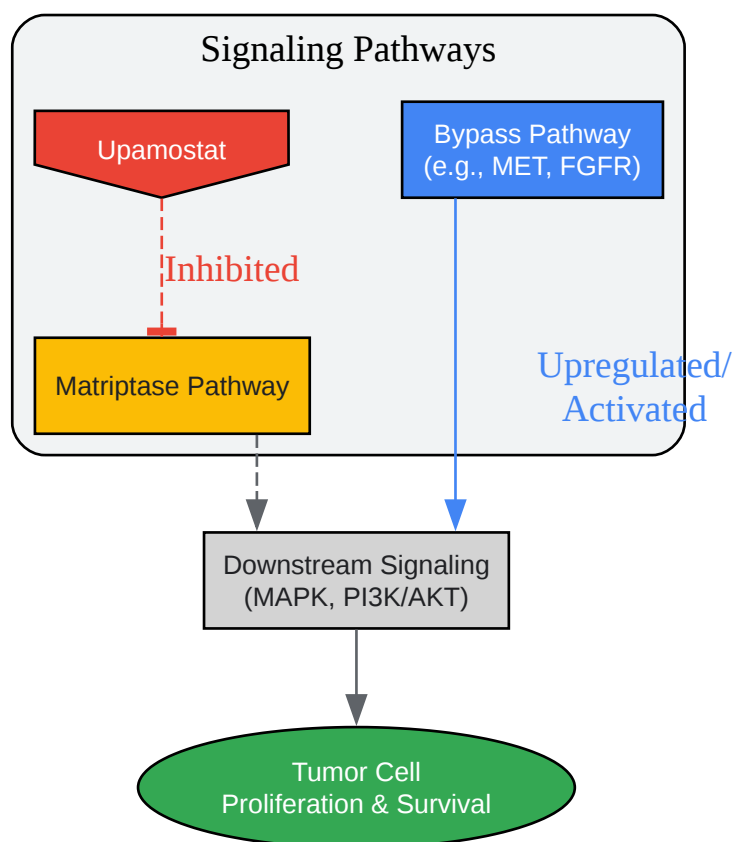 Signaling Pathways
Upamostat
Bypass Pathway
(e.g., MET, FGFR)
Inhibited
Matriptase Pathway
Upregulated/
Activated
Downstream Signaling
(MAPK, PI3K/AKT)
Tumor Cell
Proliferation & Survival